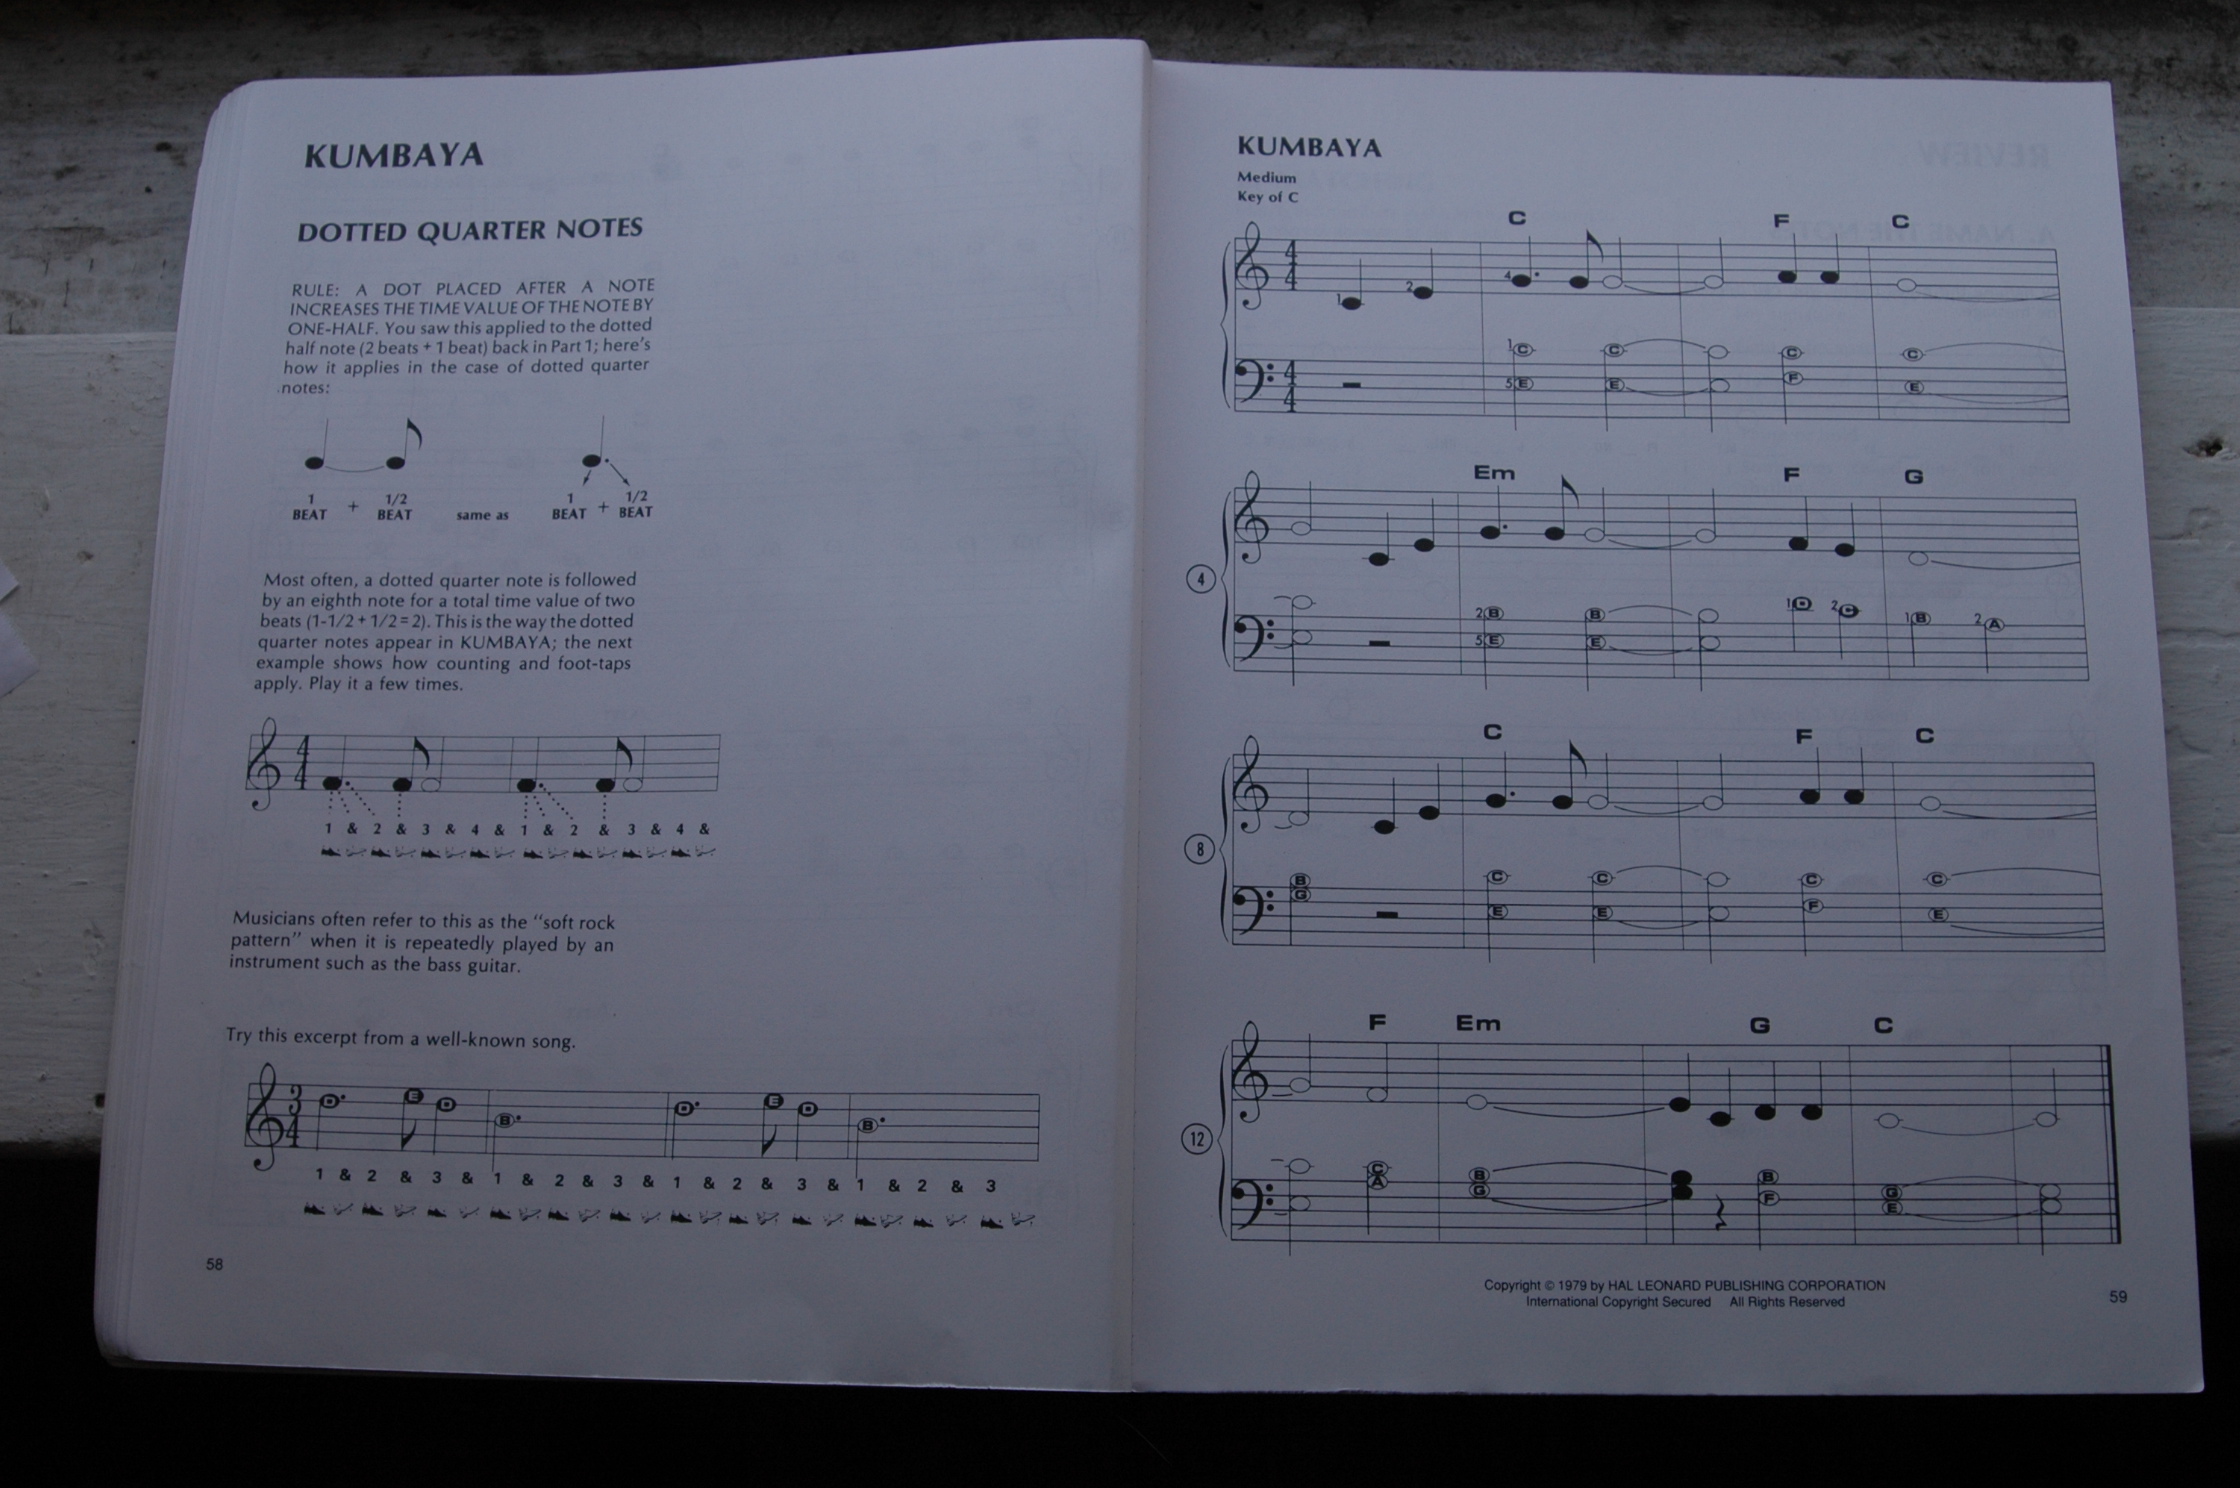 KUMBAYA
DOTTED QUARTER NOTES
RULE: A DOT PLACED AFTER A NOTE
INCREASES THE TIME VALUE OF THE NOTE BY
ONE-HALF. You saw this applied to the dotted
half note (2 beats + 1 beat) back in Part 1; here's
how it applies in the case of dotted quarter
notes:
1 + 1/2 1 + 1/2
BEAT BEAT same as BEAT BEAT
Most often, a dotted quarter note is followed
by an eighth note for a total time value of two
beats (1-1/2 + 1/2 = 2). This is the way the dotted
quarter notes appear in KUMBAYA; the next
example shows how counting and foot-taps
apply. Play it a few times.
4
4
1 & 2 & 3 & 4 & 1 & 2 & 3 & 4 &
Musicians often refer to this as the "soft rock
pattern" when it is repeatedly played by an
instrument such as the bass guitar.
Try this excerpt from a well-known song.
3
4
D E D B D E D B
1 & 2 & 3 & 1 & 2 & 3 & 1 & 2 & 3 & 1 & 2 & 3
58
KUMBAYA
Medium
Key of C
C F C
4
4
1 2 4
1 C C C C
4
4
5 E E F E
Em F G
4
2 B B 1 D 2 C 1 B 2 A
5 E E
C F C
8
B C C C C
G E E F E
F Em G C
12
C B B G
A G F E
Copyright © 1979 by HAL LEONARD PUBLISHING CORPORATION
International Copyright Secured All Rights Reserved
59